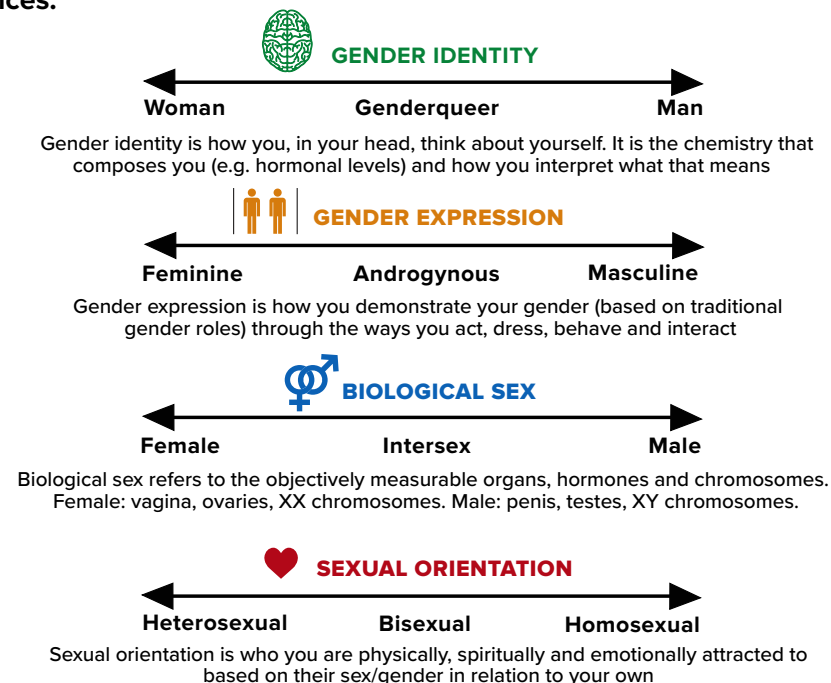 ices.
GENDER IDENTITY
Woman Genderqueer Man
Gender identity is how you, in your head, think about yourself. It is the chemistry that
composes you (e.g. hormonal levels) and how you interpret what that means
GENDER EXPRESSION
Feminine Androgynous Masculine
Gender expression is how you demonstrate your gender (based on traditional
gender roles) through the ways you act, dress, behave and interact
BIOLOGICAL SEX
Female Intersex Male
Biological sex refers to the objectively measurable organs, hormones and chromosomes.
Female: vagina, ovaries, XX chromosomes. Male: penis, testes, XY chromosomes.
SEXUAL ORIENTATION
Heterosexual Bisexual Homosexual
Sexual orientation is who you are physically, spiritually and emotionally attracted to
based on their sex/gender in relation to your own